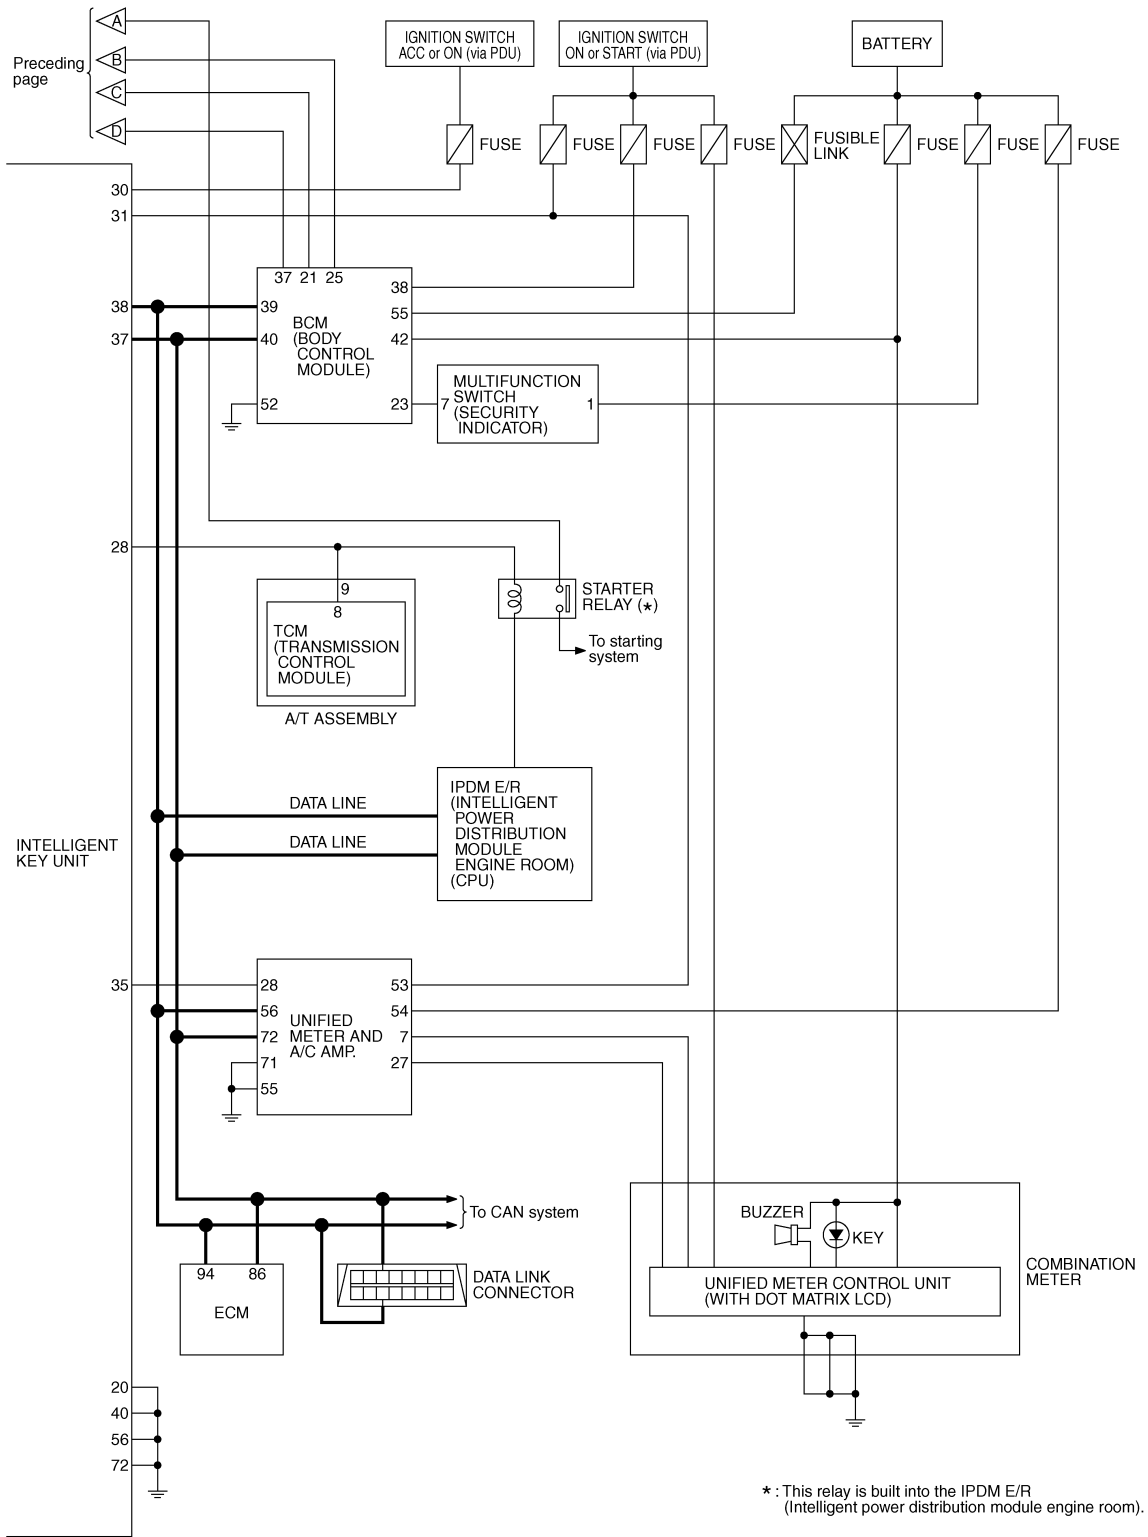 A
B
C
D
Preceding
page
IGNITION SWITCH
ACC or ON (via PDU)
IGNITION SWITCH
ON or START (via PDU)
BATTERY
FUSE
FUSE
FUSE
FUSE
FUSIBLE
LINK
FUSE
FUSE
FUSE
30
31
38
37
28
35
20
40
56
72
INTELLIGENT
KEY UNIT
37 21 25
39
40
52
38
55
42
23
BCM
(BODY
CONTROL
MODULE)
7
1
MULTIFUNCTION
SWITCH
(SECURITY
INDICATOR)
9
8
TCM
(TRANSMISSION
CONTROL
MODULE)
A/T ASSEMBLY
STARTER
RELAY (*)
To starting
system
DATA LINE
DATA LINE
IPDM E/R
(INTELLIGENT
POWER
DISTRIBUTION
MODULE
ENGINE ROOM)
(CPU)
28
56
72
71
55
53
54
7
27
UNIFIED
METER AND
A/C AMP.
To CAN system
94 86
ECM
DATA LINK
CONNECTOR
BUZZER
KEY
UNIFIED METER CONTROL UNIT
(WITH DOT MATRIX LCD)
COMBINATION
METER
* : This relay is built into the IPDM E/R
(Intelligent power distribution module engine room).